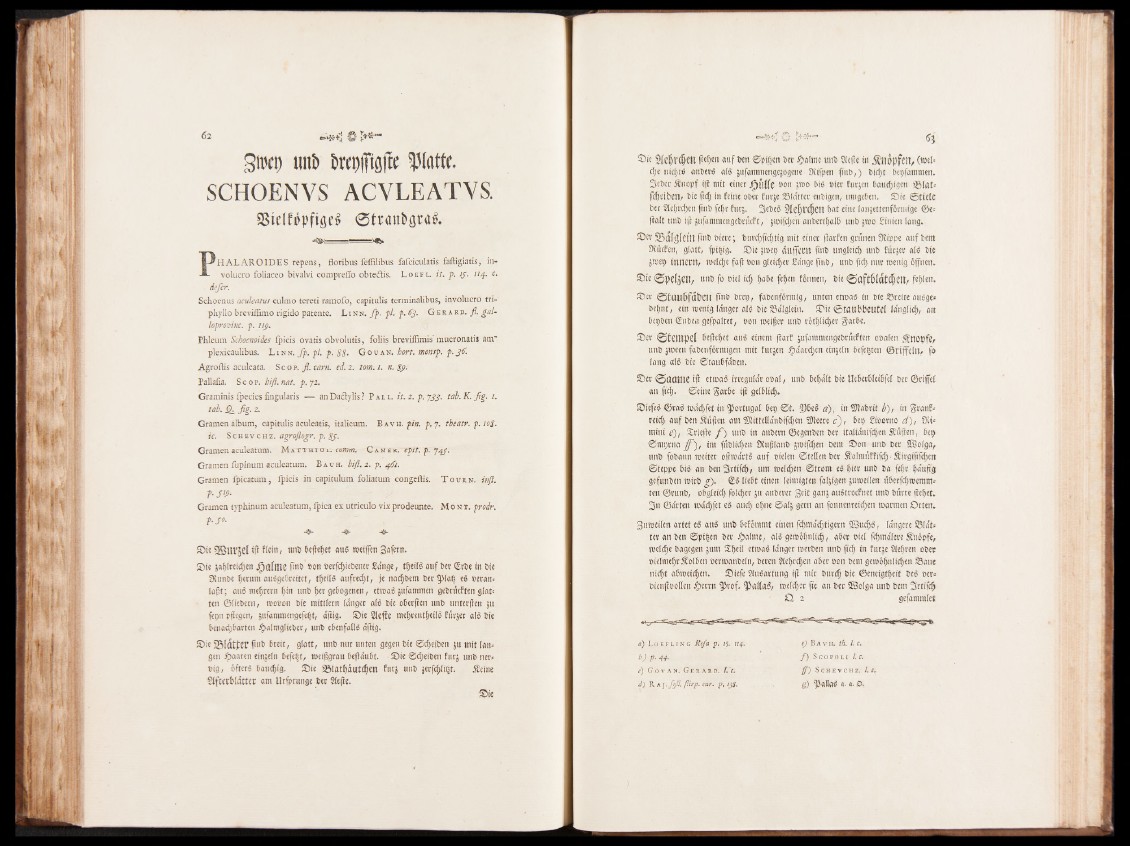 62
Zwey und dreyssigste Platte.
SCHOENVS ACVLEATVS.
Vielköpfiges Strandgras.
PHALAROIDES repens, floribus seſſilibus faſciculatis faſtigiatis, in-
volucro foliaceo bivalvi compreſſo obtectis. LOEFL. it. p. 15. 114. c.
deſcr.
Schoenus aculeatus culmo tereti ramoſo, capitulis terminalibus, involucro tri-
phyllo breviſſimo rigido patente. LINN. ſp. pl. p. 63. GERARD. fl. gal-
loprovinc. p. 119.
Phleum Schoenoides ſpicis ovatis obvolutis, foliis breviſſimis mucronatis am-
plexicaulibus. LINN. ſp. pl. p. 88. GOUAN. hort. monsp. p. 36.
Agroſtis aculeata. SCOP. fl. carn. ed. 2. tom. 1. n. 89.
Pallaſia. SCOP. hiſt. nat. p. 72.
Graminis ſpecies ſingularis — an Dactylis? PALL. it. 2. p. 733. tab. K. fig. 1.
tab. Q. fig. 2.
Gramen album, capitulis aculeatis, italicum. BAVH. pin. p. 7. theatr. p. 108.
ic. SCHEVCHZ. agroſtogr. p. 85.
Gramen aculeatum. MATTHIOL. comm. CAMER. epit. p. 745.
Gramen ſupinum aculeatum. BAUH. hiſt. 2. p. 461.
Gramen ſpicatum, ſpicis in capitulum foliatum congeſtis. TOURN. inſt.
p. 519.
Gramen typhinum aculeatum, ſpica ex utriculo vix prodeunte. MONT. prodr.
p. 50.
Die Wurzel ist klein, und bestehet aus weissen Zasern.
Die zahlreichen Halme sind von verschiedener Länge, theils auf der Erde in die
Runde herum ausgebreitet, theils aufrecht, je nachdem der Platz es veran-
laßt; aus mehrern hin und her gebogenen, etwas zusammen gedrückten glat-
ten Gliedern, wovon die mittlern länger als die obersten und untersten zu
seyn pflegen, zusammengesetzt, ästig. Die Aeste mehrentheils kürzer als die
benachbarten Halmglieder, und ebenfalls ästig.
Die Blätter sind breit, glatt, und nur unten gegen die Scheiden zu mit lan-
gen Haaren einzeln besetzt, weißgrau bestäubt. Die Scheiden kurz und ner-
vig, öfters bauchig. Die Blathäutchen kurz und zerschlitzt. Keine
Afterblätter am Ursprunge der Aeste.
Die
63
Die Aehrchen stehen auf den Spitzen der Halme und Aeste in Knöpfen, (wel-
che nichts anders als zusammengezogene Rispen sind,) dicht beysammen.
Jeder Knopf ist mit einer Hülle von zwo bis vier kurzen bauchigen Blat-
scheiden, die sich in keine oder kurze Blätter endigen, umgeben. Die Stiele
der Aehrchen sind sehr kurz. Jedes Aehrchen hat eine lanzettenförmige Ge-
stalt und ist zusammengedrückt, zwischen anderthalb und zwo Linien lang.
Der Bälglein sind viere; durchsichtig mit einer starken grünen Rippe auf dem
Rücken, glatt, spitzig. Die zwey äussern sind ungleich und kürzer als die
zwey innern, welche fast von gleicher Länge sind, und sich nur wenig öffnen.
Die Spelzen, und so viel ich habe sehen können, die Saftblätchen, fehlen.
Der Staubfäden sind drey, fadenförmig, unten etwas in die Breite ausge-
dehnt, ein wenig länger als die Bälglein. Die Staubbeutel länglich, an
beyden Enden gespaltet, von weißer und röthlicher Farbe.
Der Stempel bestehet aus einem stark zusammengedrückten ovalen Knopfe,
und zween fadenförmigen mit kurzen Häärchen einzeln besetzten Griffeln, so
lang als die Staubfäden.
Der Saame ist etwas irregulär oval, und behält die Ueberbleibsel der Griffel
an sich. Seine Farbe ist gelblich.
Dieses Gras wächset in Portugal bey St. Ybes a), in Madrit b), in Frank-
reich auf den Küsten am Mittelländischen Meere c), bey Livorno d), Ri-
mini e), Trieste f) und in andern Gegenden der italiänischen Küsten, bey
Smyrna ff), im südlichen Rußland zwischen dem Don und der Wolga,
und sodann weiter ostwärts auf vielen Stellen der Kalmükkisch-Kirgisischen
Steppe bis an den Irtisch, um welchen Strom es hier und da sehr häufig
gefunden wird g). Es liebt einen leimigten salzigen zuweilen überschwemm-
ten Grund, obgleich solcher zu anderer Zeit ganz austrocknet und dürre stehet.
In Gärten wächset es auch ohne Salz gern an sonnenreichen warmen Orten.
Zuweilen artet es aus und bekömmt einen schmächtigern Wuchs, längere Blät-
ter an den Spitzen der Halme, als gewöhnlich, aber viel schmälere Knöpfe,
welche dagegen zum Theil etwas länger werden und sich in kurze Aehren oder
vielmehr Kolben verwandeln, deren Aehrchen aber von dem gewöhnlichen Baue
nicht abweichen. Diese Ausartung ist mir durch die Geneigtheit des ver-
dienstvollen Herrn Prof. Pallas, welcher sie an der Wolga und dem Irtisch
Q 2 gesammlet
a) LOEFLING Reſa p. 15. 114.
b) p. 44.
c) GOVAN. GERARD. l. c.
d) RAJ. ſyll. ſtirp. eur. p. 138.
e) BAVH. th. l. c.
f) SCOPOLI l. c.
ff) SCHEVCHZ. l. c.
g) Pallas a. a. O.